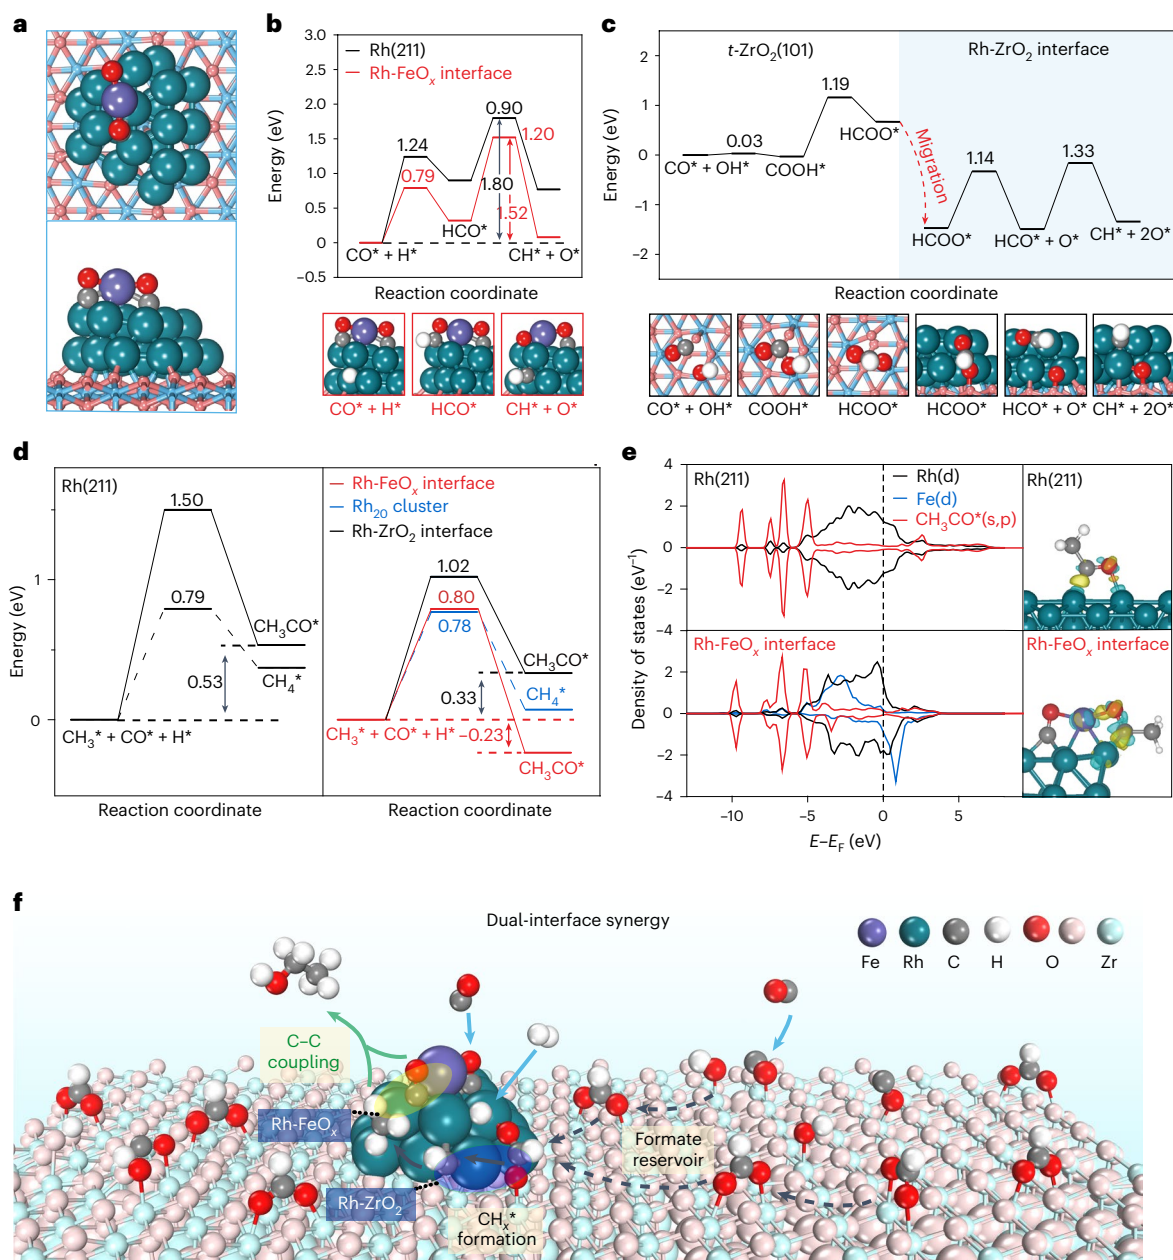 a
b
3.0
2.5
2.0
1.5
1.0
0.5
0
−0.5
Energy (eV)
Rh(211)
Rh-FeOₓ interface
1.24
0.79
0.90
1.20
1.80
1.52
HCO*
CO* + H*
CH* + O*
Reaction coordinate
CO* + H*
HCO*
CH* + O*
c
2
1
0
−1
−2
Energy (eV)
t-ZrO₂(101)
Rh-ZrO₂ interface
0.03
1.19
CO* + OH*
COOH*
HCOO*
Migration
1.14
1.33
HCOO*
HCO* + O*
CH* + 2O*
Reaction coordinate
CO* + OH*
COOH*
HCOO*
HCOO*
HCO* + O*
CH* + 2O*
d
1
0
Energy (eV)
Rh(211)
1.50
0.79
CH₃CO*
CH₄*
0.53
CH₃* + CO* + H*
Reaction coordinate
Rh-FeOₓ interface
Rh₂₀ cluster
Rh-ZrO₂ interface
1.02
0.80
0.78
CH₃CO*
0.33
CH₄*
CH₃* + CO* + H*
−0.23
CH₃CO*
Reaction coordinate
e
4
2
0
−2
−4
2
0
−2
−4
Density of states (eV⁻¹)
Rh(211)
Rh(d)
Fe(d)
CH₃CO*(s,p)
Rh(211)
Rh-FeOₓ interface
Rh-FeOₓ interface
−10
−5
0
5
E–E_F (eV)
f
Dual-interface synergy
Fe
Rh
C
H
O
Zr
C–C
coupling
Rh-FeOₓ
Rh-ZrO₂
CHₓ*
formation
Formate
reservoir